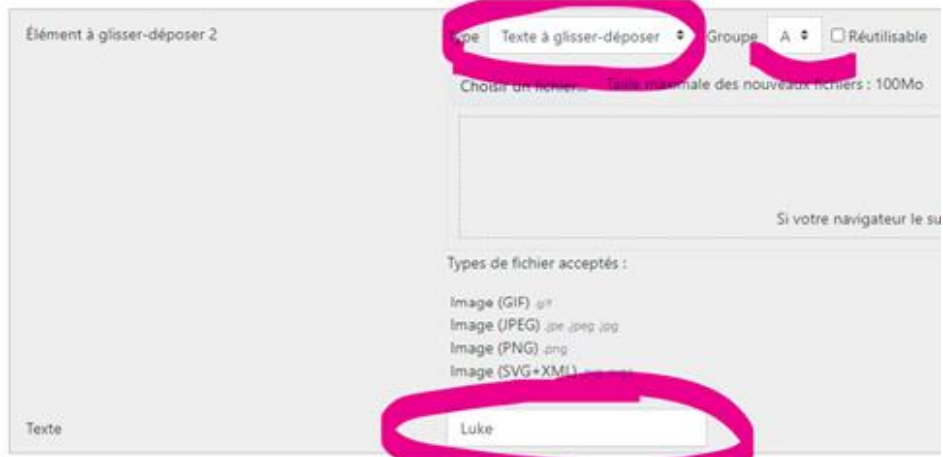 Élément à glisser-déposer 2
Type Texte à glisser-déposer Groupe A Réutilisable
Choisir un fichier... Taille maximale des nouveaux fichiers : 100Mo
Si votre navigateur le su
Types de fichier acceptés :
Image (GIF) .gif
Image (JPEG) .jpe .jpeg .jpg
Image (PNG) .png
Image (SVG+XML)
Texte
Luke